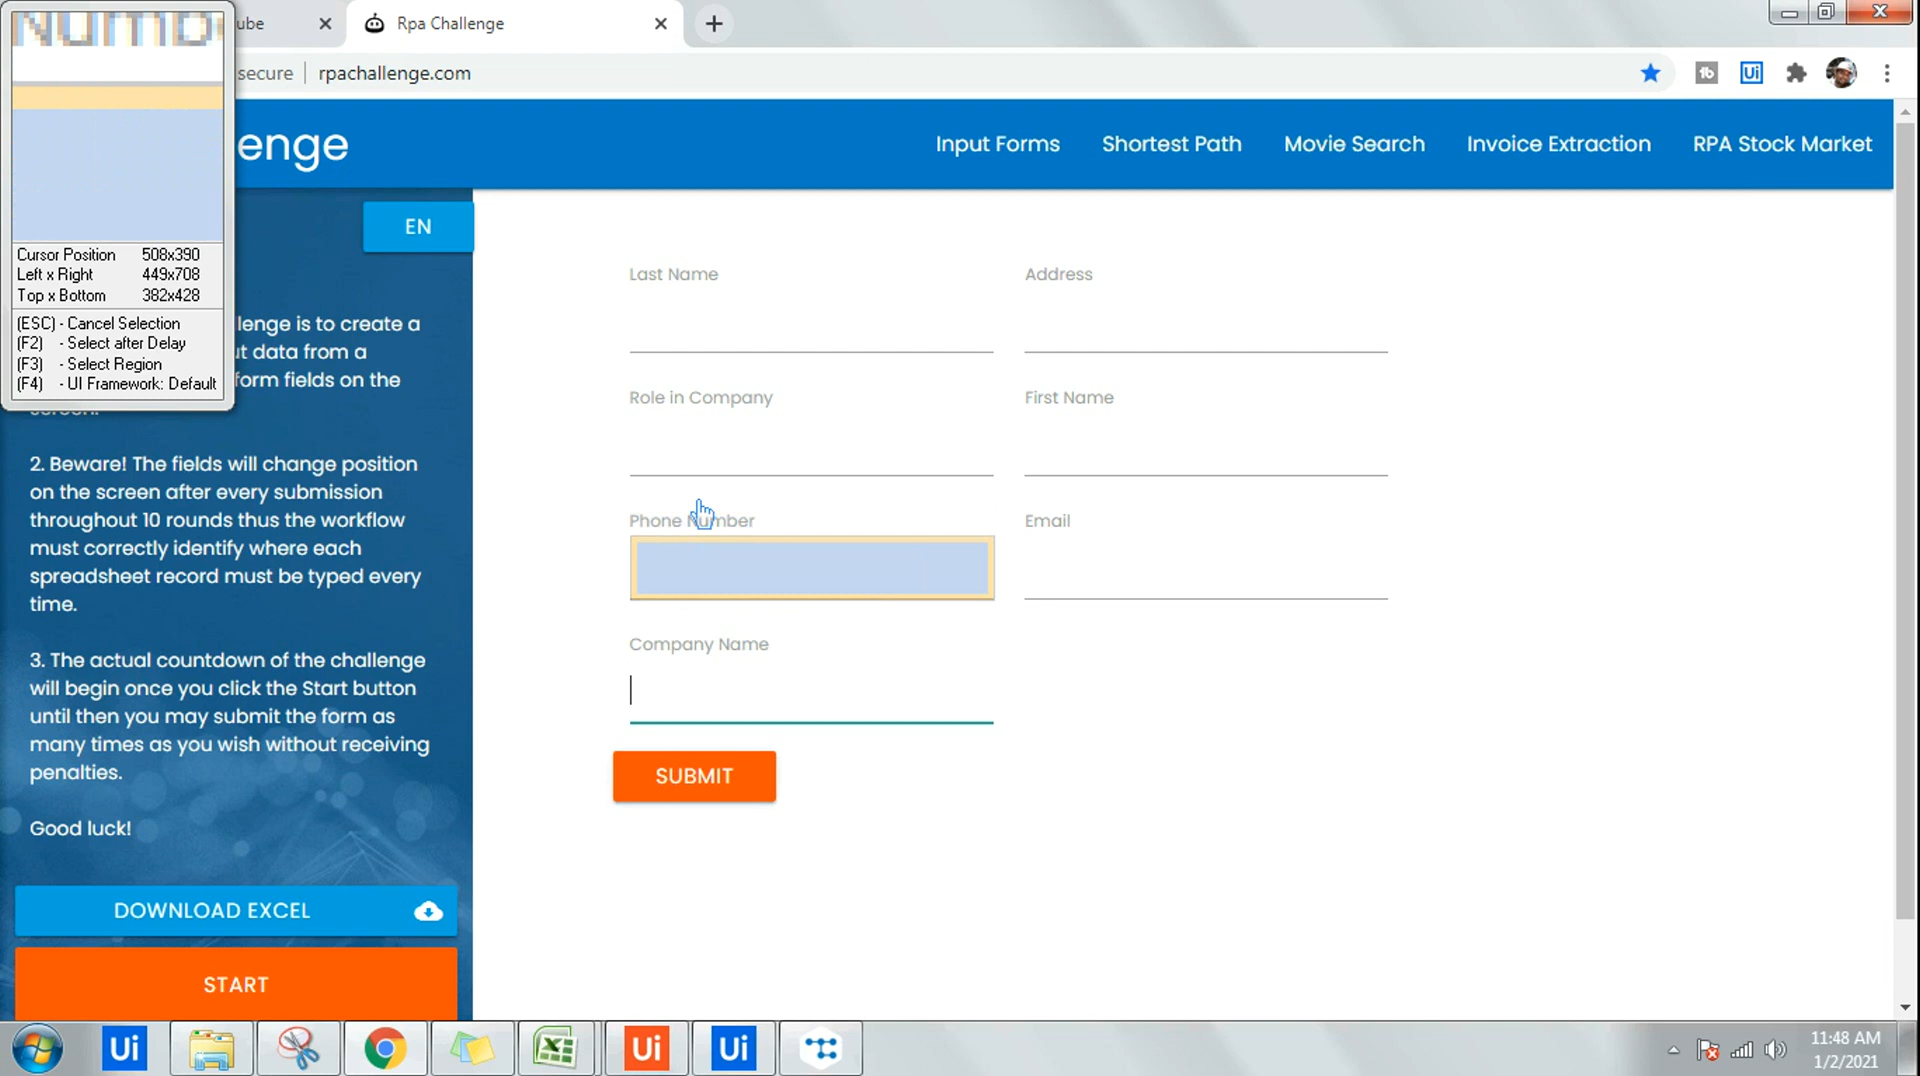 Numb
ube
Rpa Challenge
secure
rpachallenge.com
enge
Input Forms
Shortest Path
Movie Search
Invoice Extraction
RPA Stock Market
EN
Cursor Position 508x390
Left x Right 449x708
Top x Bottom 382x428
(ESC) - Cancel Selection
(F2) - Select after Delay
(F3) - Select Region
(F4) - UI Framework: Default
lenge is to create a
ut data from a
form fields on the
screen.
2. Beware! The fields will change position
on the screen after every submission
throughout 10 rounds thus the workflow
must correctly identify where each
spreadsheet record must be typed every
time.
3. The actual countdown of the challenge
will begin once you click the Start button
until then you may submit the form as
many times as you wish without receiving
penalties.
Good luck!
DOWNLOAD EXCEL
START
Last Name
Address
Role in Company
First Name
Phone Number
Email
Company Name
SUBMIT
Ui
Ui
Ui
Ui
11:48 AM
1/2/2021